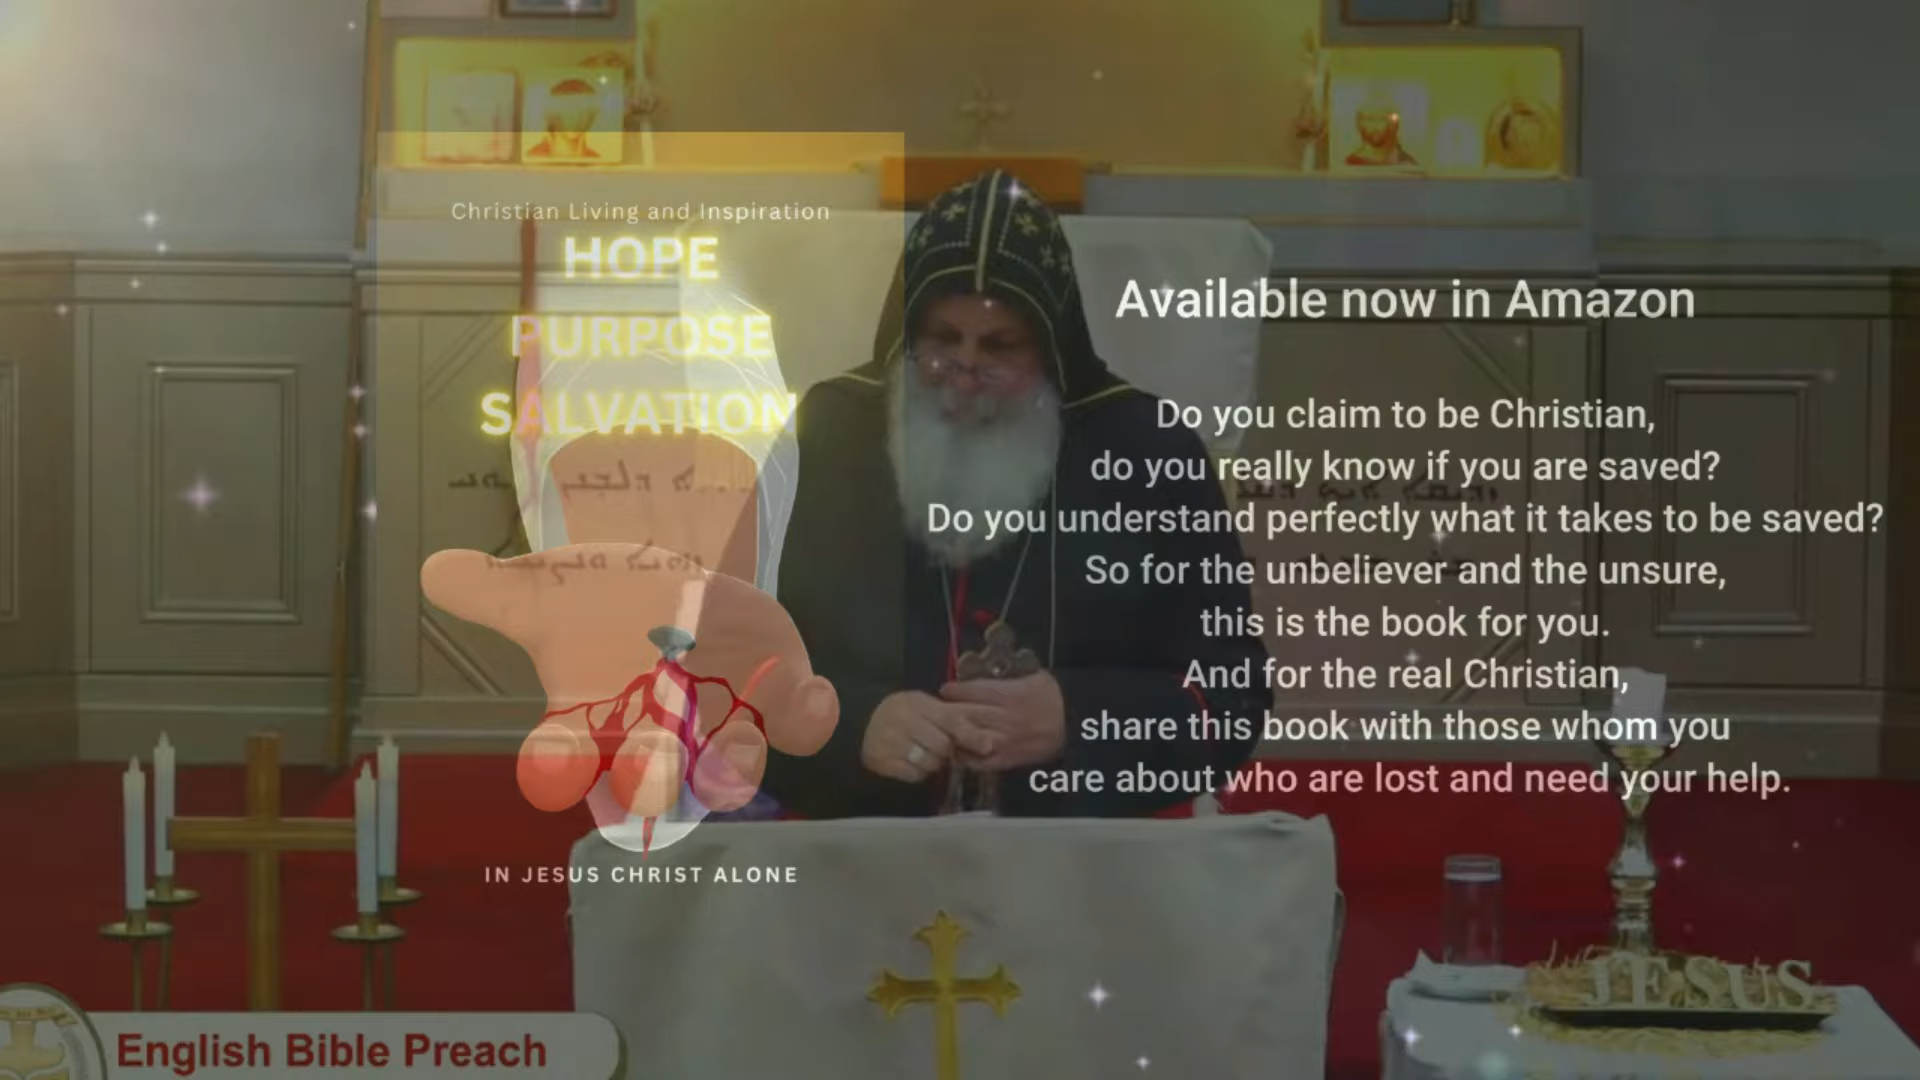 Christian Living and Inspiration
HOPE
PURPOSE
SALVATION
IN JESUS CHRIST ALONE
Available now in Amazon
Do you claim to be Christian,
do you really know if you are saved?
Do you understand perfectly what it takes to be saved?
So for the unbeliever and the unsure,
this is the book for you.
And for the real Christian,
share this book with those whom you
care about who are lost and need your help.
JESUS
English Bible Preach